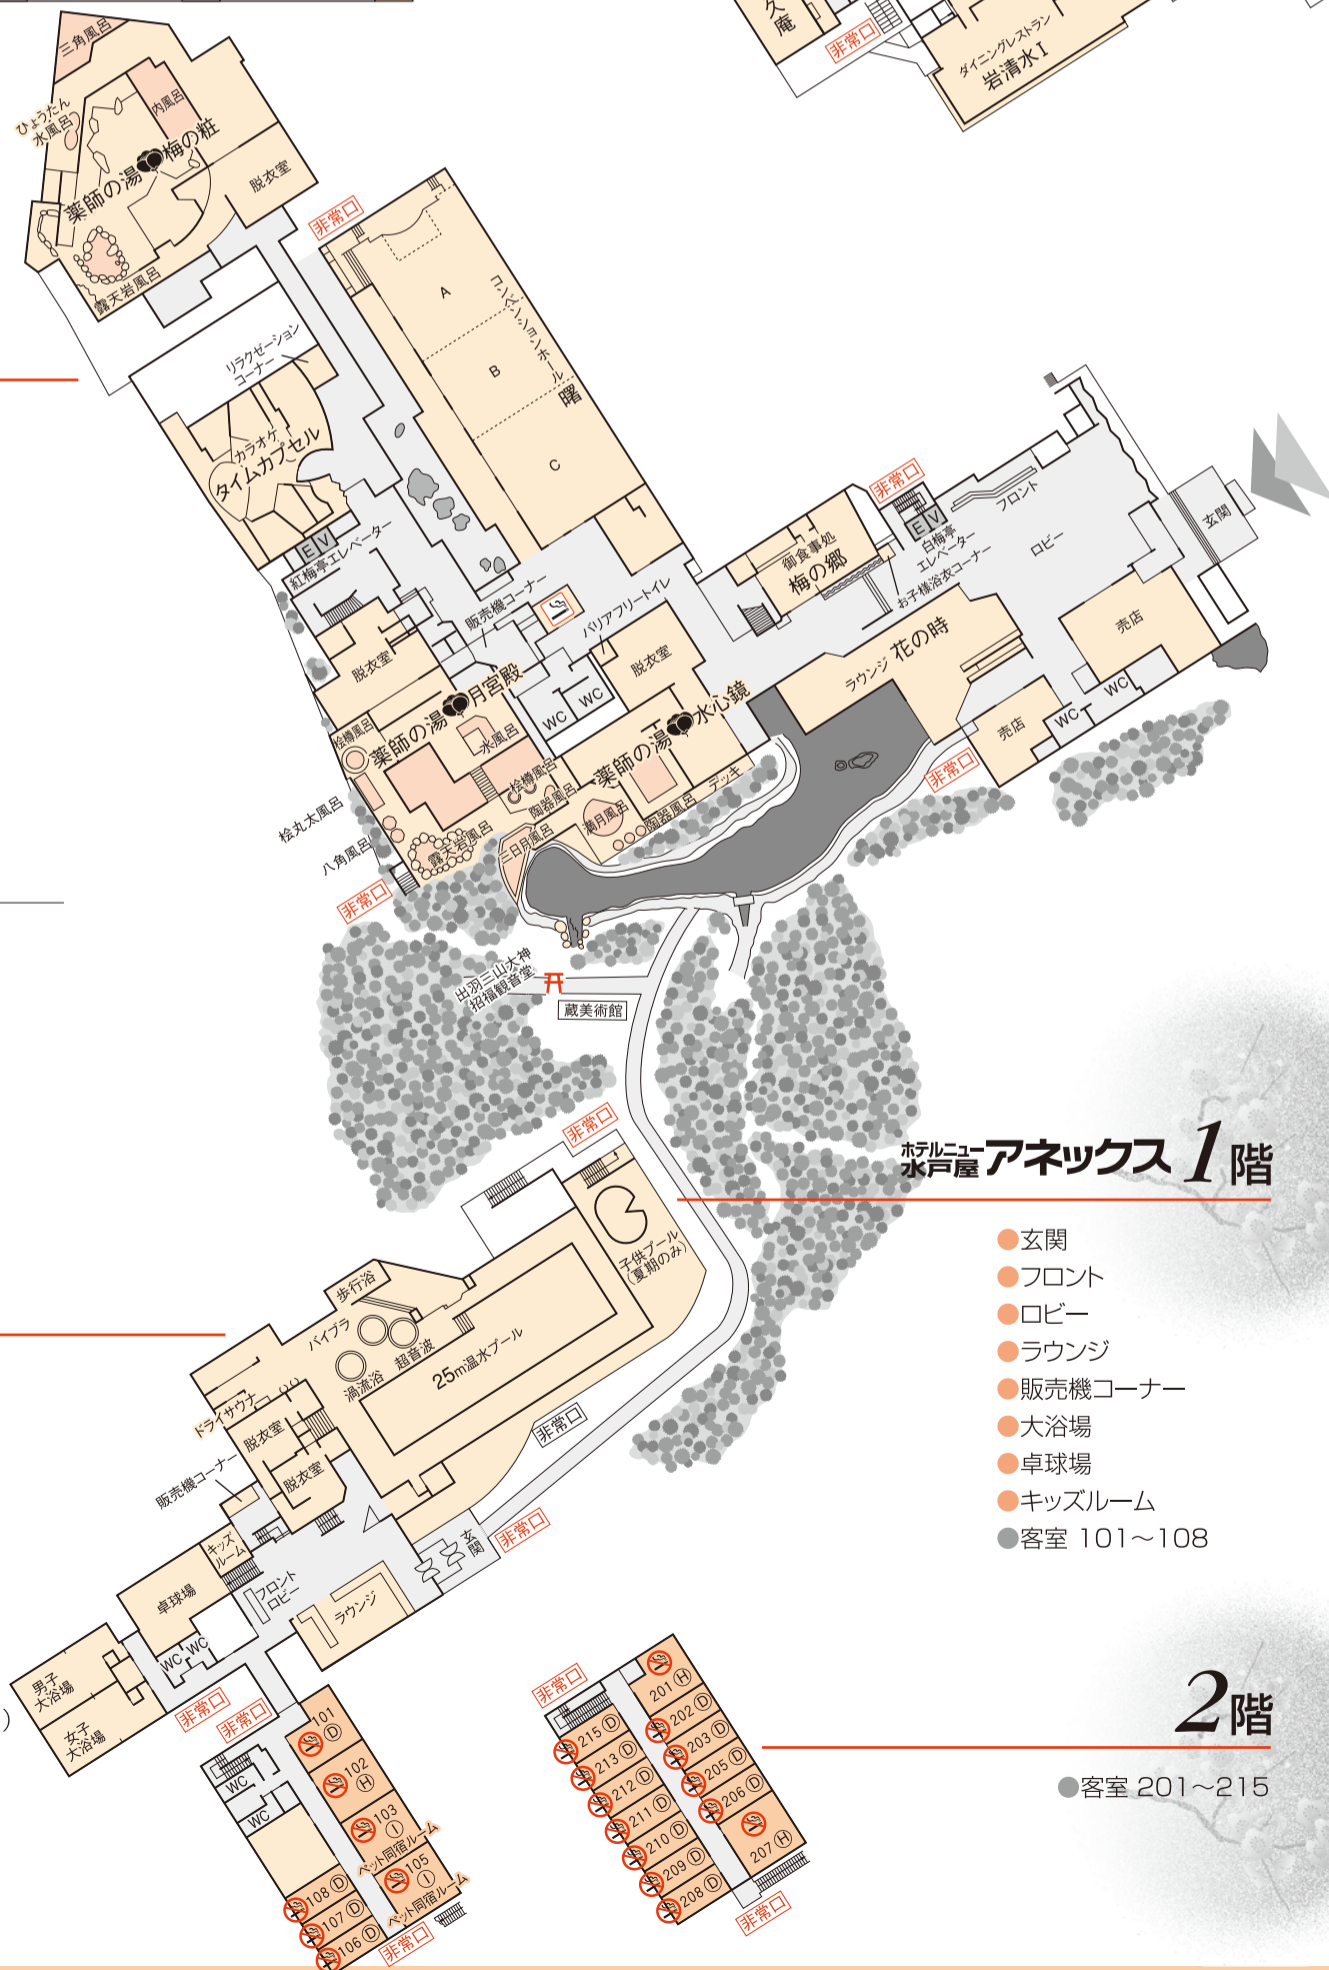 久庵
非常口
ダイニングレストラン
岩清水Ⅰ
三角風呂
ひょうたん
水風呂
内風呂
薬師の湯 梅の粧
脱衣室
露天岩風呂
非常口
A
B
C
コンベンションホール 曙
リラクゼーション
コーナー
カラオケ
タイムカプセル
EV
紅梅亭エレベーター
販売機コーナー
バリアフリートイレ
脱衣室
脱衣室
WC
WC
御食事処
梅の郷
非常口
EV
白梅亭
エレベーター
お子様浴衣コーナー
フロント
ロビー
玄関
売店
WC
WC
売店
非常口
ラウンジ 花の時
薬師の湯 月宮殿
桧樽風呂
水風呂
桧樽風呂
陶器風呂
露天岩風呂
三日月風呂
桧丸太風呂
八角風呂
非常口
薬師の湯 水心鏡
満月風呂
陶器風呂
デッキ
出羽三山大神
招福観音堂
蔵美術館
非常口
子供プール
(夏期のみ)
25m温水プール
歩行浴
バイブラ
超音波
渦流浴
ドライサウナ
脱衣室
脱衣室
販売機コーナー
非常口
非常口
玄関
キッズ
ルーム
卓球場
フロント
ロビー
ラウンジ
WC
WC
男子
大浴場
女子
大浴場
)
非常口
非常口
WC
WC
101
Ⓓ
102
Ⓗ
103
Ⓘ
ペット同宿ルーム
105
Ⓘ
ペット同宿ルーム
108 Ⓓ
107 Ⓓ
106 Ⓓ
非常口
非常口
201 Ⓗ
202 Ⓓ
203 Ⓓ
205 Ⓓ
206 Ⓓ
207 Ⓗ
215 Ⓓ
213 Ⓓ
212 Ⓓ
211 Ⓓ
210 Ⓓ
209 Ⓓ
208 Ⓓ
非常口
ホテルニュー
水戸屋 アネックス 1階
玄関
フロント
ロビー
ラウンジ
販売機コーナー
大浴場
卓球場
キッズルーム
客室 101〜108
2階
客室 201〜215